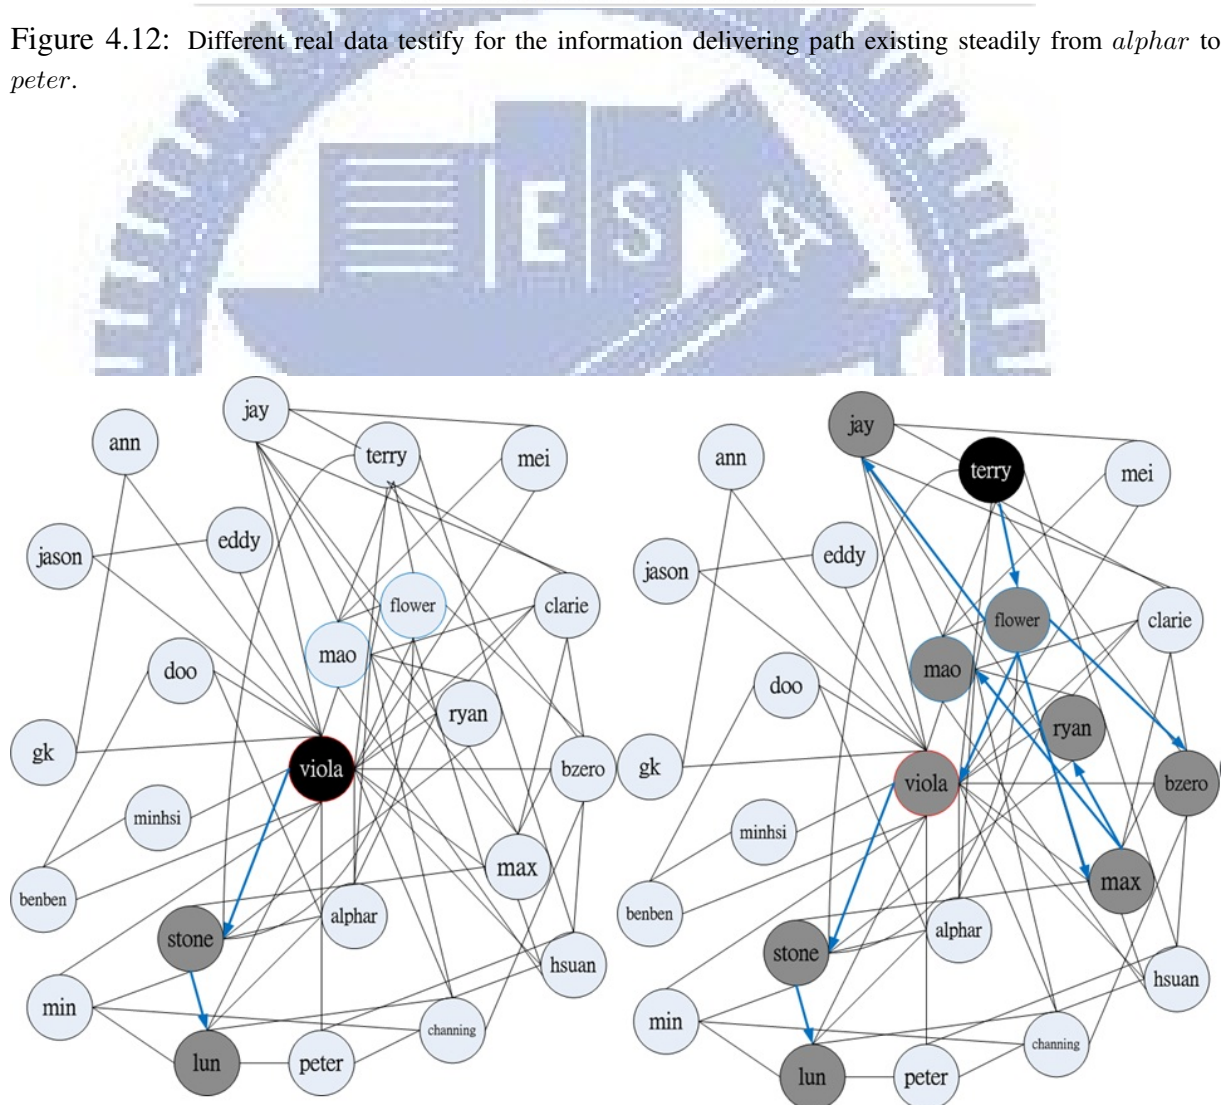 Figure 4.12: Different real data testify for the information delivering path existing steadily from alphar to
peter.
E S A
jay
ann
terry
mei
jason
eddy
flower
clarie
mao
doo
ryan
gk
viola
bzero
minhsi
max
benben
alphar
stone
hsuan
min
channing
lun
peter
jay
ann
terry
mei
jason
eddy
flower
clarie
mao
doo
ryan
gk
viola
bzero
minhsi
max
benben
alphar
stone
hsuan
min
channing
lun
peter